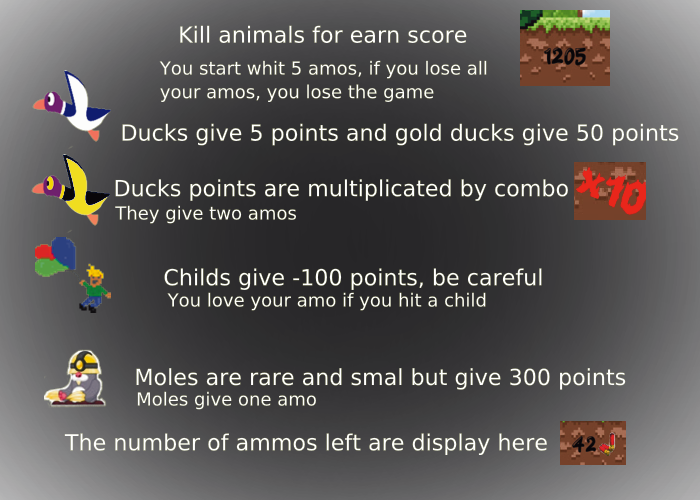 Kill animals for earn score
1205
You start whit 5 amos, if you lose all
your amos, you lose the game
Ducks give 5 points and gold ducks give 50 points
Ducks points are multiplicated by combo
x10
They give two amos
Childs give -100 points, be careful
You love your amo if you hit a child
Moles are rare and smal but give 300 points
Moles give one amo
The number of ammos left are display here
42